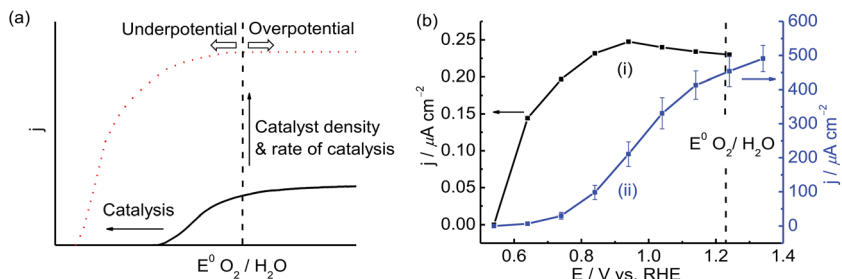 (a)
Underpotential Overpotential
j
Catalyst density
& rate of catalysis
Catalysis
E⁰ O₂ / H₂O
(b)
0.25
0.20
0.15
0.10
0.05
0.00
j / μA cm⁻²
(i)
(ii)
E⁰ O₂/ H₂O
600
500
400
300
200
100
0
j / μA cm⁻²
0.6 0.8 1.0 1.2 1.4
E / V vs. RHE